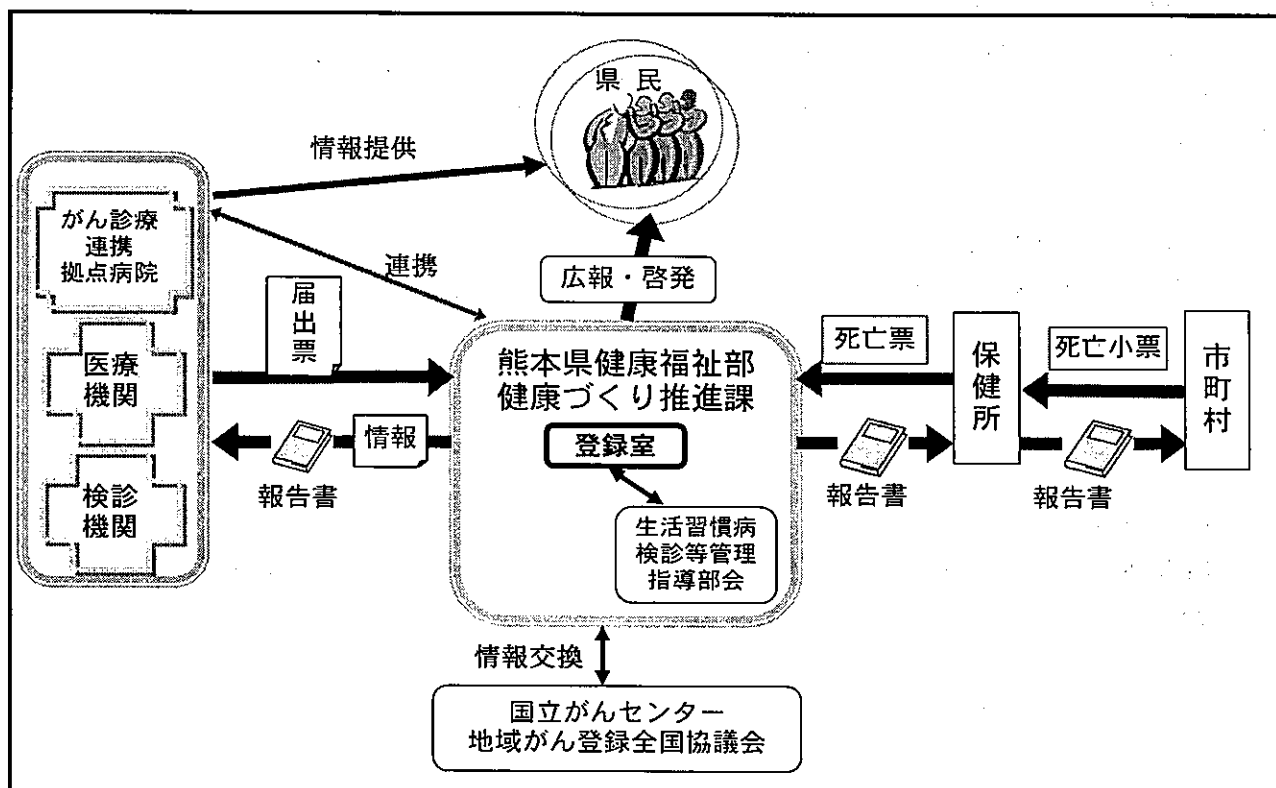 県民
情報提供
がん診療
連携
拠点病院
連携
広報・啓発
届出票
医療
機関
熊本県健康福祉部
健康づくり推進課
死亡票
保健所
死亡小票
市町村
情報
登録室
報告書
検診
機関
報告書
報告書
生活習慣病
検診等管理
指導部会
情報交換
国立がんセンター
地域がん登録全国協議会